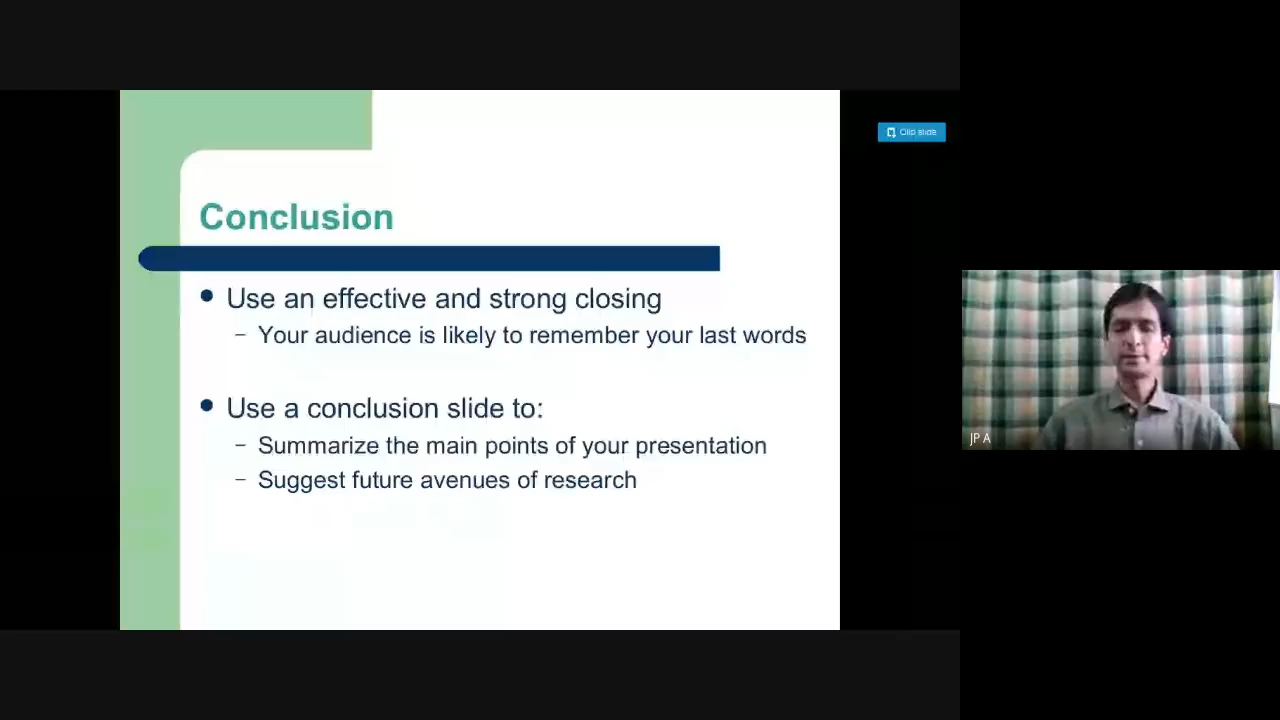 Clip slide
Conclusion
• Use an effective and strong closing
– Your audience is likely to remember your last words
• Use a conclusion slide to:
– Summarize the main points of your presentation
– Suggest future avenues of research
JP A